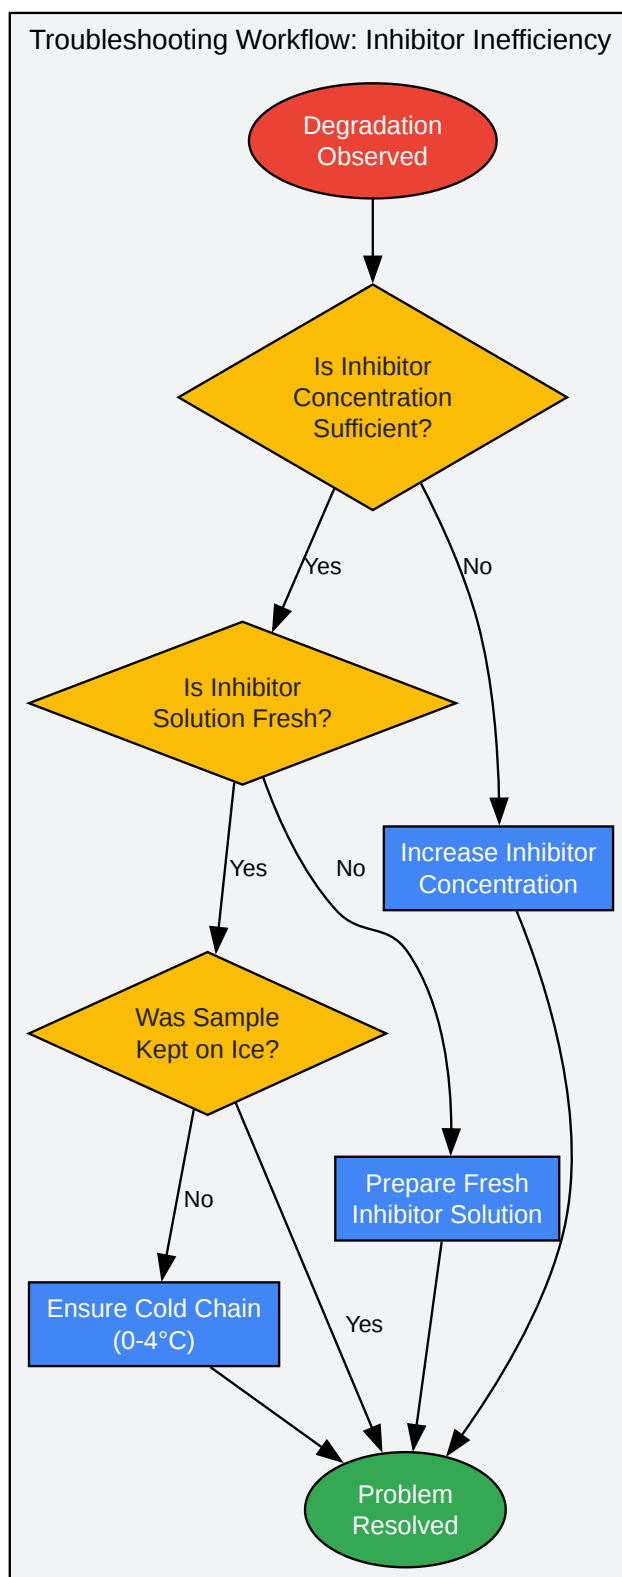 Troubleshooting Workflow: Inhibitor Inefficiency
Degradation
Observed
Is Inhibitor
Concentration
Sufficient?
Yes
No
Is Inhibitor
Solution Fresh?
Increase Inhibitor
Concentration
Yes
No
Was Sample
Kept on Ice?
Prepare Fresh
Inhibitor Solution
No
Ensure Cold Chain
(0-4°C)
Yes
Problem
Resolved